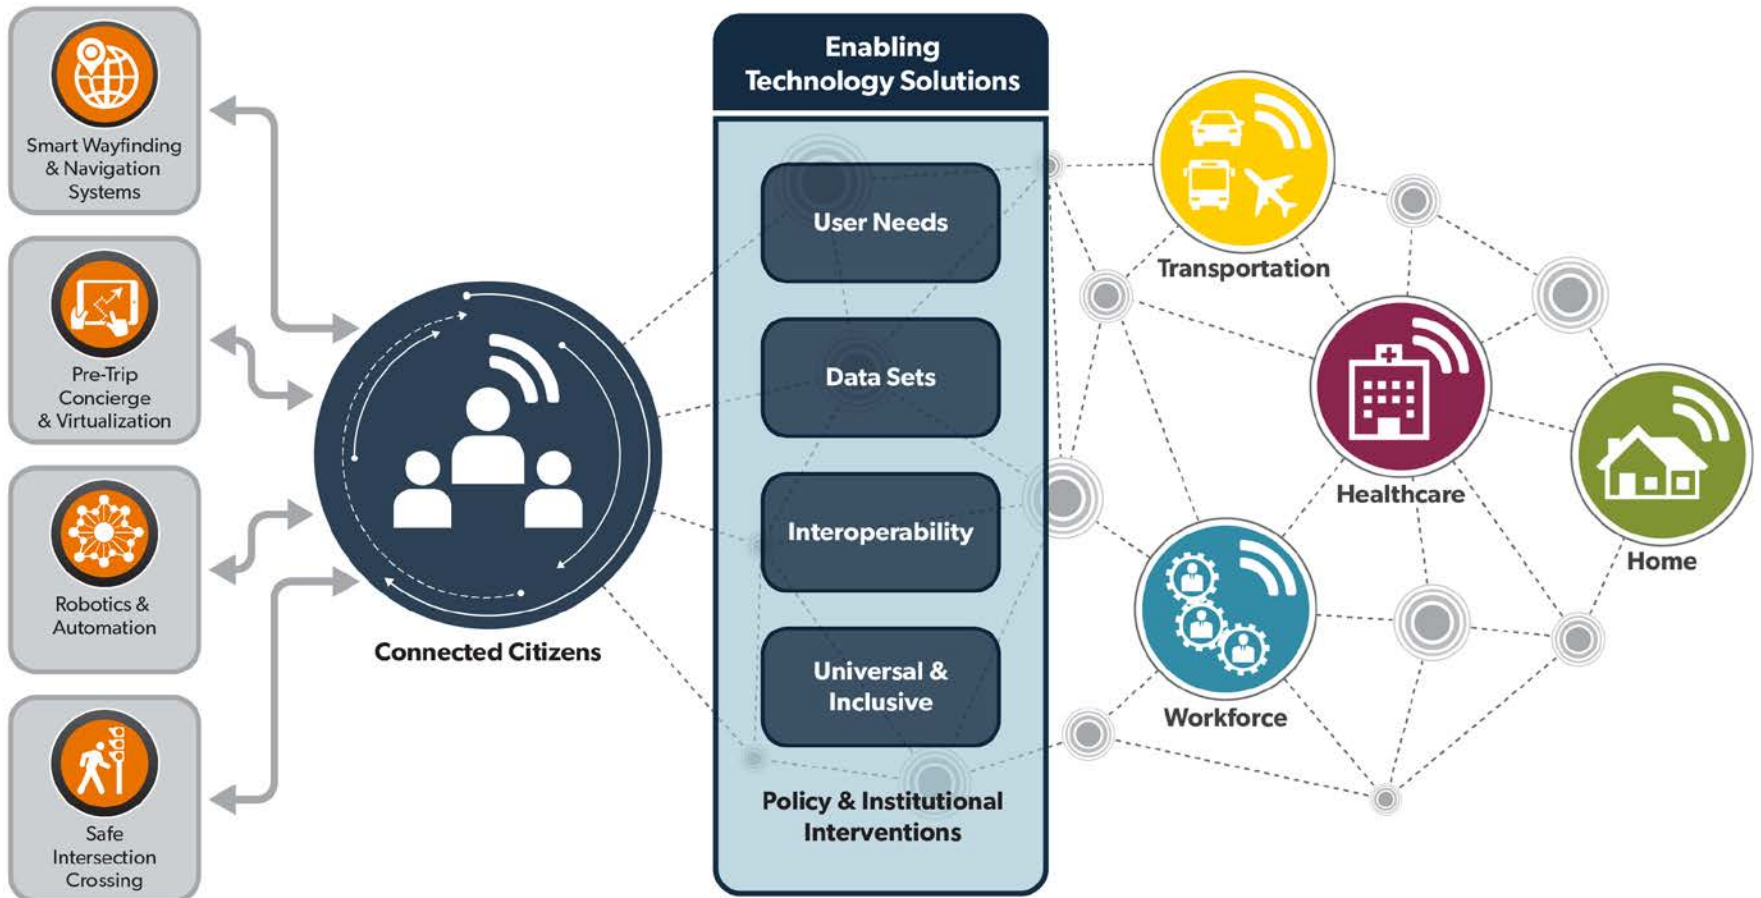 Smart Wayfinding
& Navigation
Systems
Pre-Trip
Concierge
& Virtualization
Robotics &
Automation
Safe
Intersection
Crossing
Connected Citizens
Enabling
Technology Solutions
User Needs
Data Sets
Interoperability
Universal &
Inclusive
Policy & Institutional
Interventions
Transportation
Healthcare
Home
Workforce